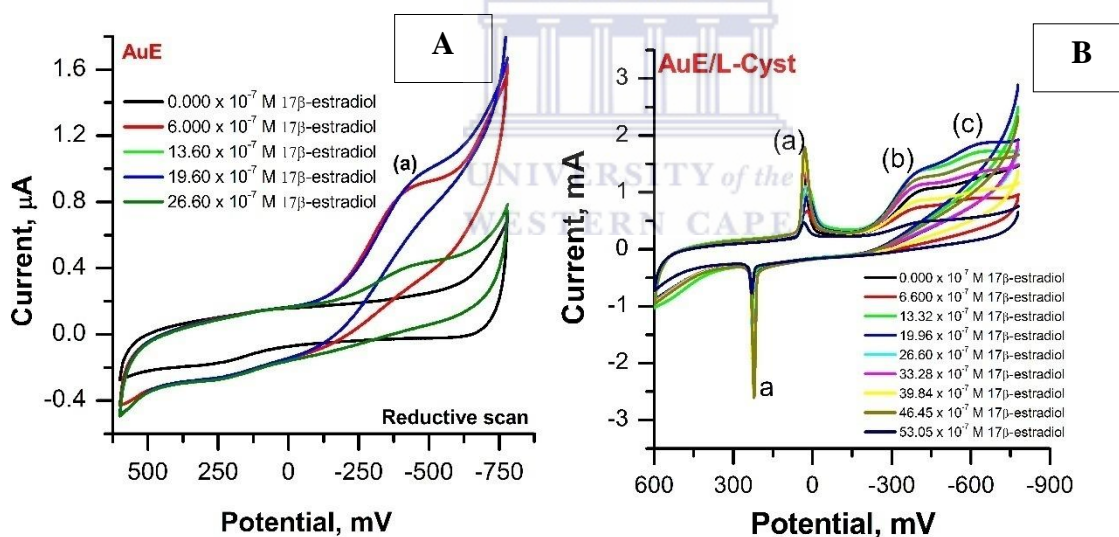 A
AuE
0.000 x 10⁻⁷ M 17β-estradiol
6.000 x 10⁻⁷ M 17β-estradiol
13.60 x 10⁻⁷ M 17β-estradiol
19.60 x 10⁻⁷ M 17β-estradiol
26.60 x 10⁻⁷ M 17β-estradiol
(a)
Reductive scan
1.6
1.2
0.8
0.4
0.0
-0.4
Current, µA
500
250
0
-250
-500
-750
Potential, mV
B
AuE/L-Cyst
(a)
(b)
(c)
a
UNIVERSITY of the
WESTERN CAPE
0.000 x 10⁻⁷ M 17β-estradiol
6.600 x 10⁻⁷ M 17β-estradiol
13.32 x 10⁻⁷ M 17β-estradiol
19.96 x 10⁻⁷ M 17β-estradiol
26.60 x 10⁻⁷ M 17β-estradiol
33.28 x 10⁻⁷ M 17β-estradiol
39.84 x 10⁻⁷ M 17β-estradiol
46.45 x 10⁻⁷ M 17β-estradiol
53.05 x 10⁻⁷ M 17β-estradiol
3
2
1
0
-1
-2
-3
Current, mA
600
300
0
-300
-600
-900
Potential, mV